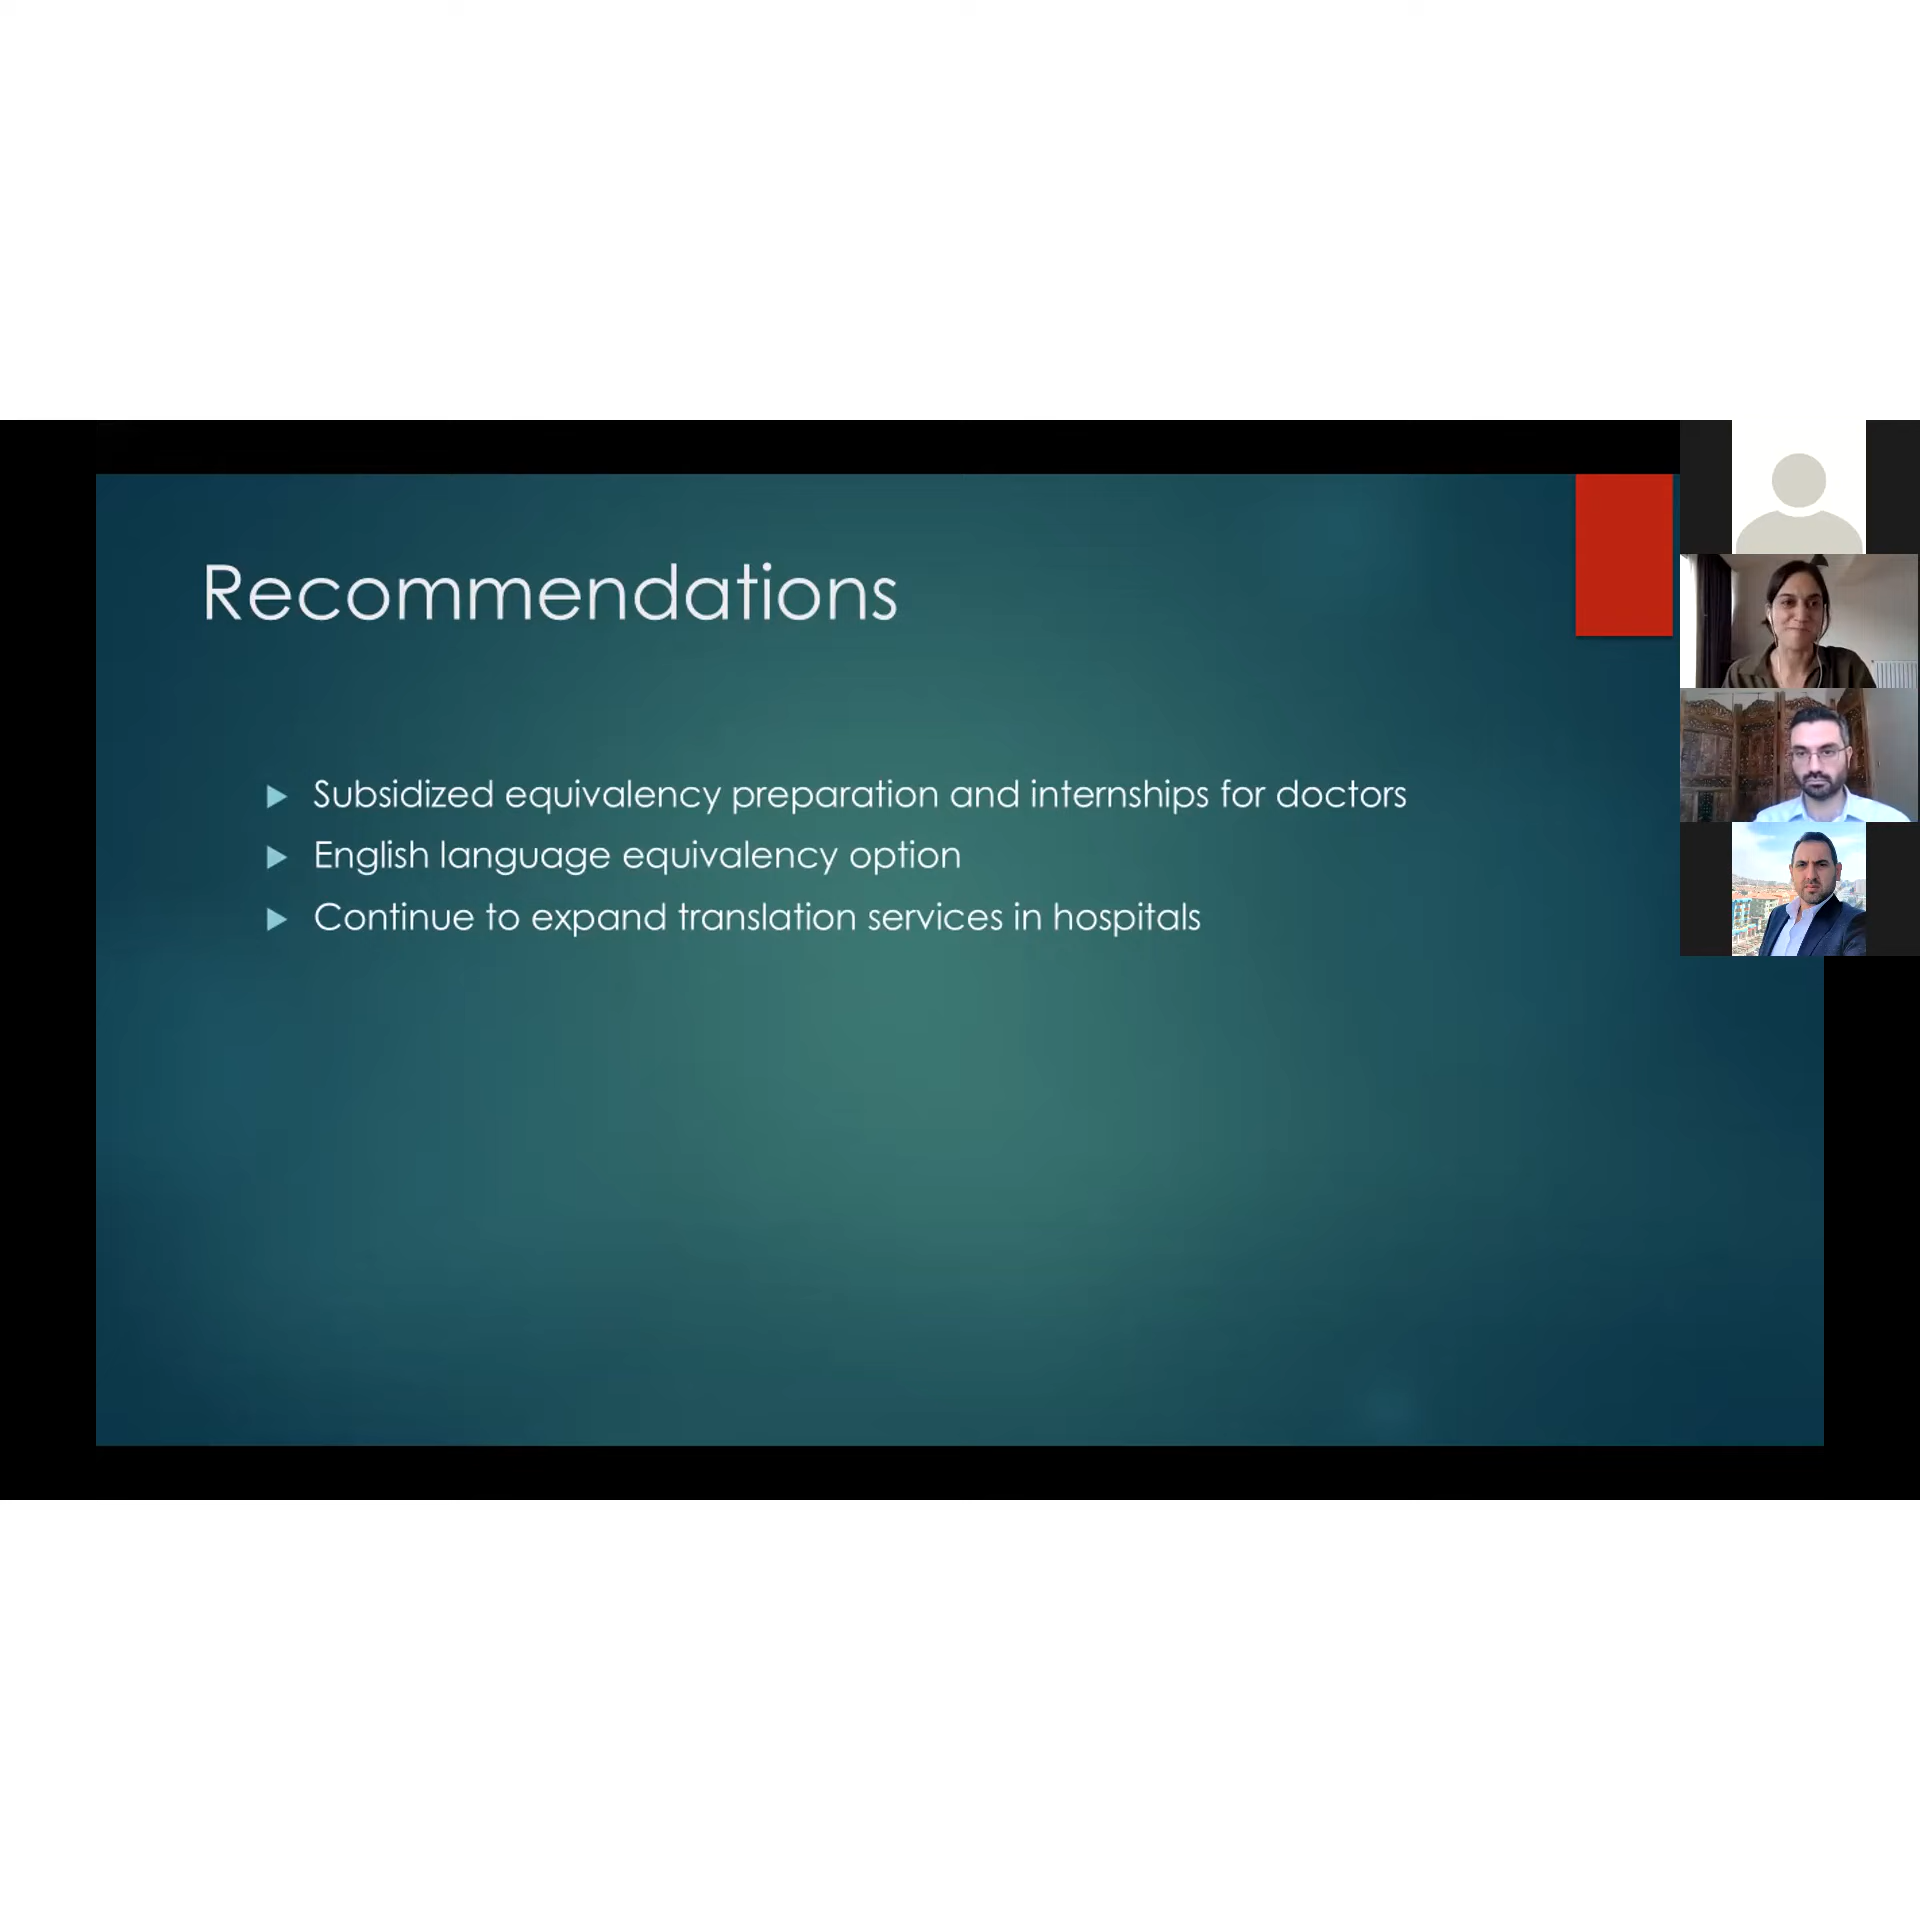 Recommendations
Subsidized equivalency preparation and internships for doctors
English language equivalency option
Continue to expand translation services in hospitals